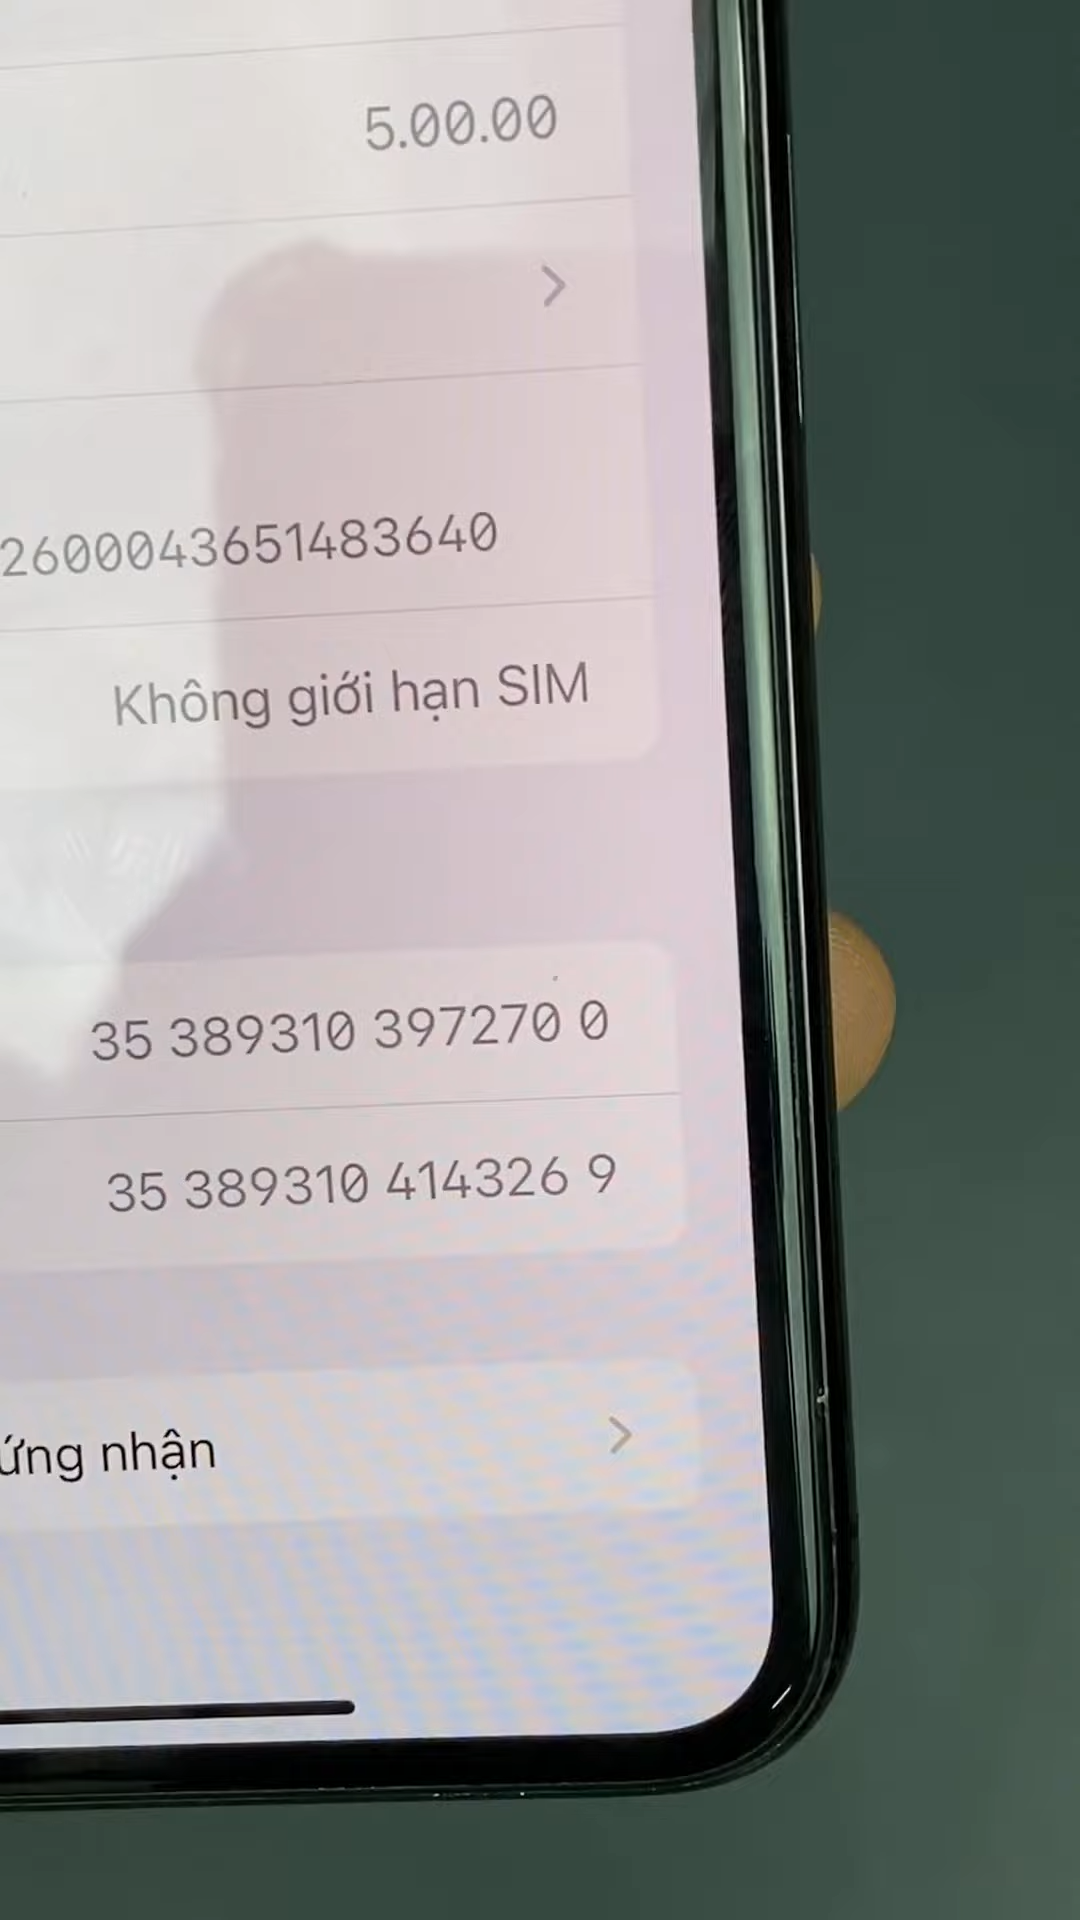 5.00.00
2600043651483640
Không giới hạn SIM
35 389310 397270 0
35 389310 414326 9
ứng nhận